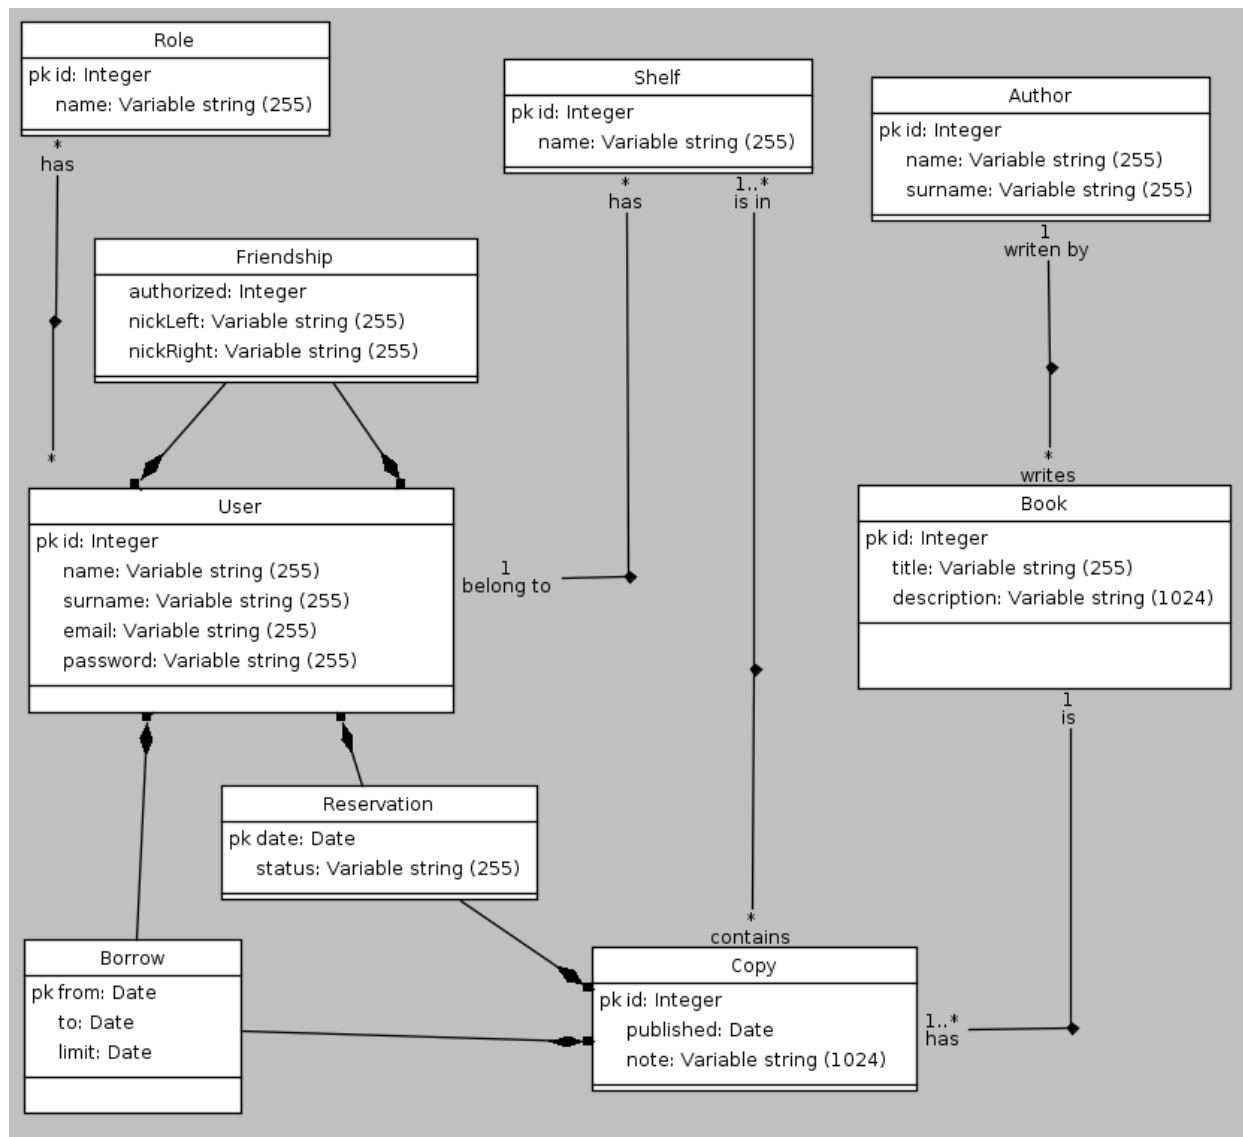 Role
pk id: Integer
name: Variable string (255)
*
has
*
Shelf
pk id: Integer
name: Variable string (255)
*
has
1..*
is in
Author
pk id: Integer
name: Variable string (255)
surname: Variable string (255)
1
writen by
*
writes
Friendship
authorized: Integer
nickLeft: Variable string (255)
nickRight: Variable string (255)
User
pk id: Integer
name: Variable string (255)
surname: Variable string (255)
email: Variable string (255)
password: Variable string (255)
1
belong to
Book
pk id: Integer
title: Variable string (255)
description: Variable string (1024)
1
is
Reservation
pk date: Date
status: Variable string (255)
Borrow
pk from: Date
to: Date
limit: Date
*
contains
Copy
pk id: Integer
published: Date
note: Variable string (1024)
1..*
has